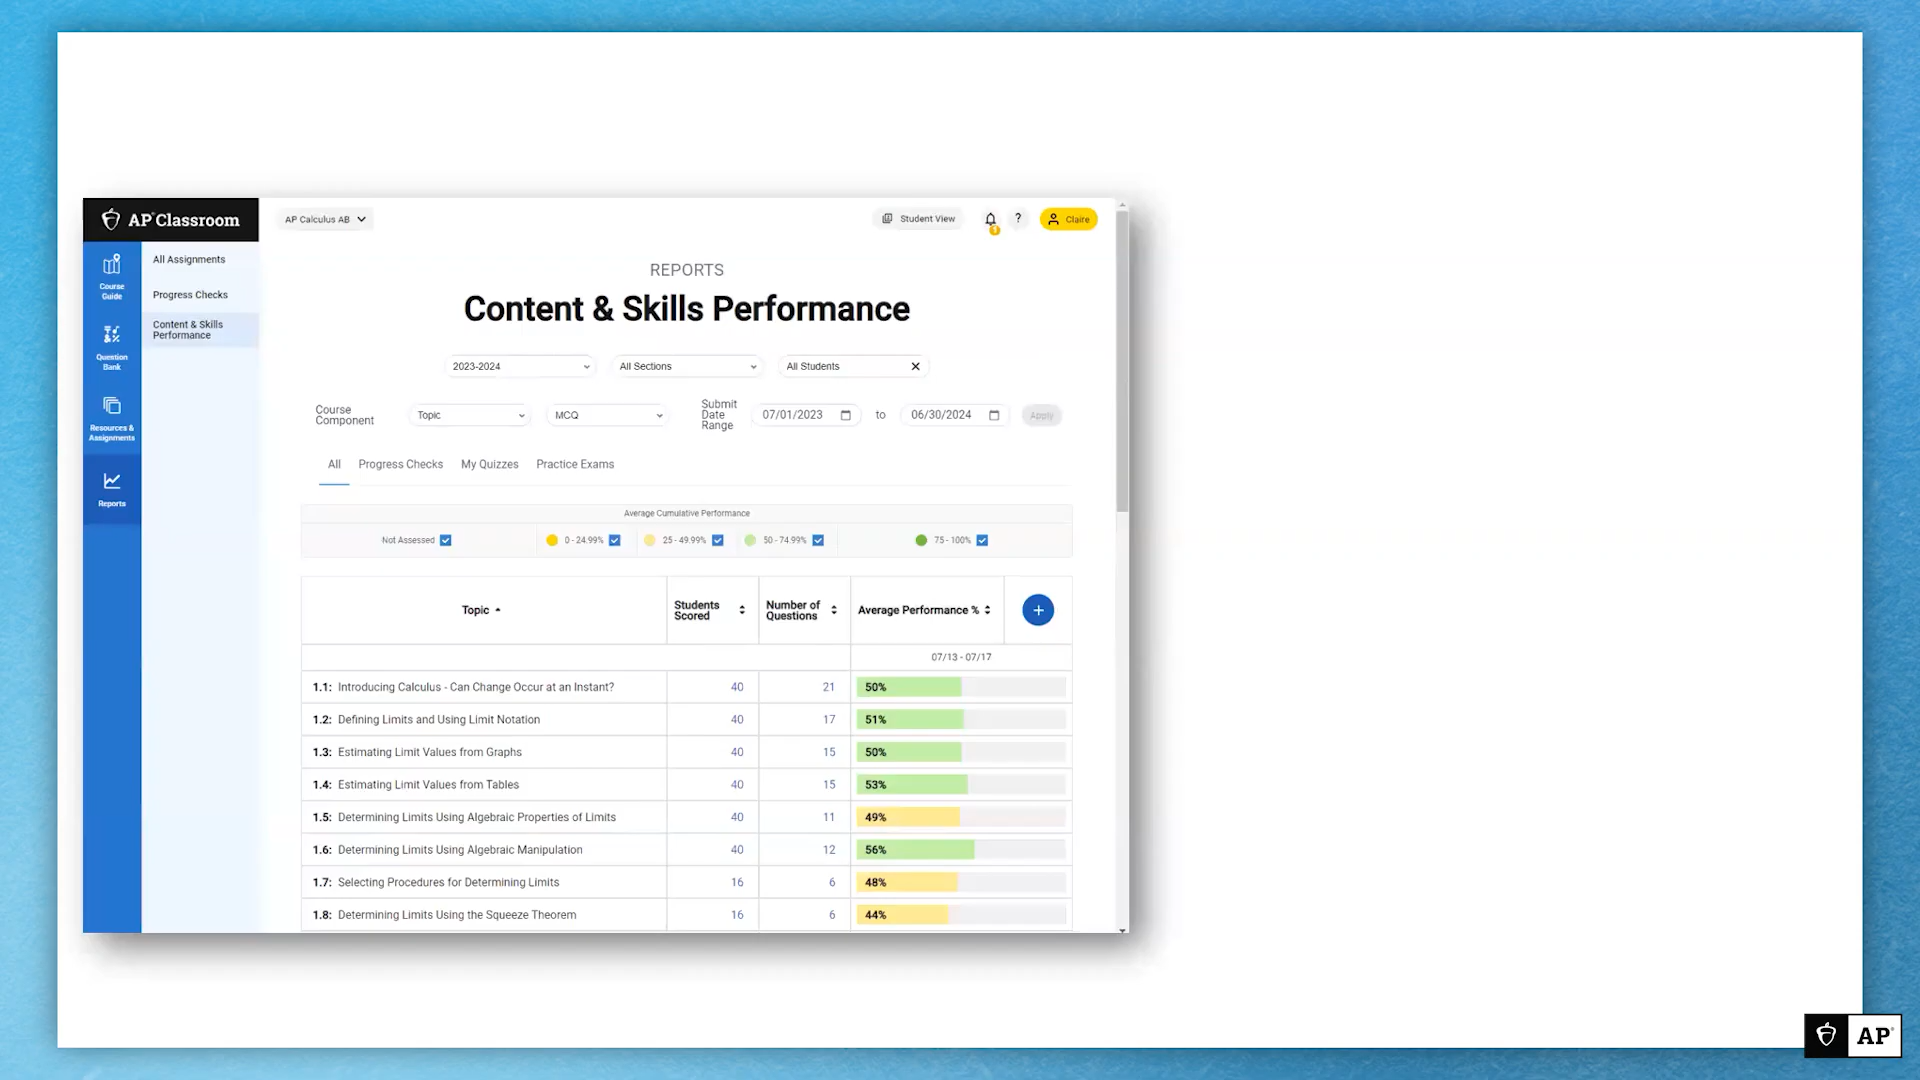 AP Classroom
AP Calculus AB
Student View
?
Claire
Course
Guide
Question
Bank
Resources &
Assignments
Reports
All Assignments
Progress Checks
Content & Skills
Performance
REPORTS
Content & Skills Performance
2023-2024
All Sections
All Students
Course
Component
Topic
MCQ
Submit
Date
Range
07/01/2023
to
06/30/2024
Apply
All Progress Checks My Quizzes Practice Exams
Average Cumulative Performance
Not Assessed 0 - 24.99% 25 - 49.99% 50 - 74.99% 75 - 100%
Topic
Students
Scored
Number of
Questions
Average Performance %
+
07/13 - 07/17
1.1: Introducing Calculus - Can Change Occur at an Instant? 40 21 50%
1.2: Defining Limits and Using Limit Notation 40 17 51%
1.3: Estimating Limit Values from Graphs 40 15 50%
1.4: Estimating Limit Values from Tables 40 15 53%
1.5: Determining Limits Using Algebraic Properties of Limits 40 11 49%
1.6: Determining Limits Using Algebraic Manipulation 40 12 56%
1.7: Selecting Procedures for Determining Limits 16 6 48%
1.8: Determining Limits Using the Squeeze Theorem 16 6 44%
AP